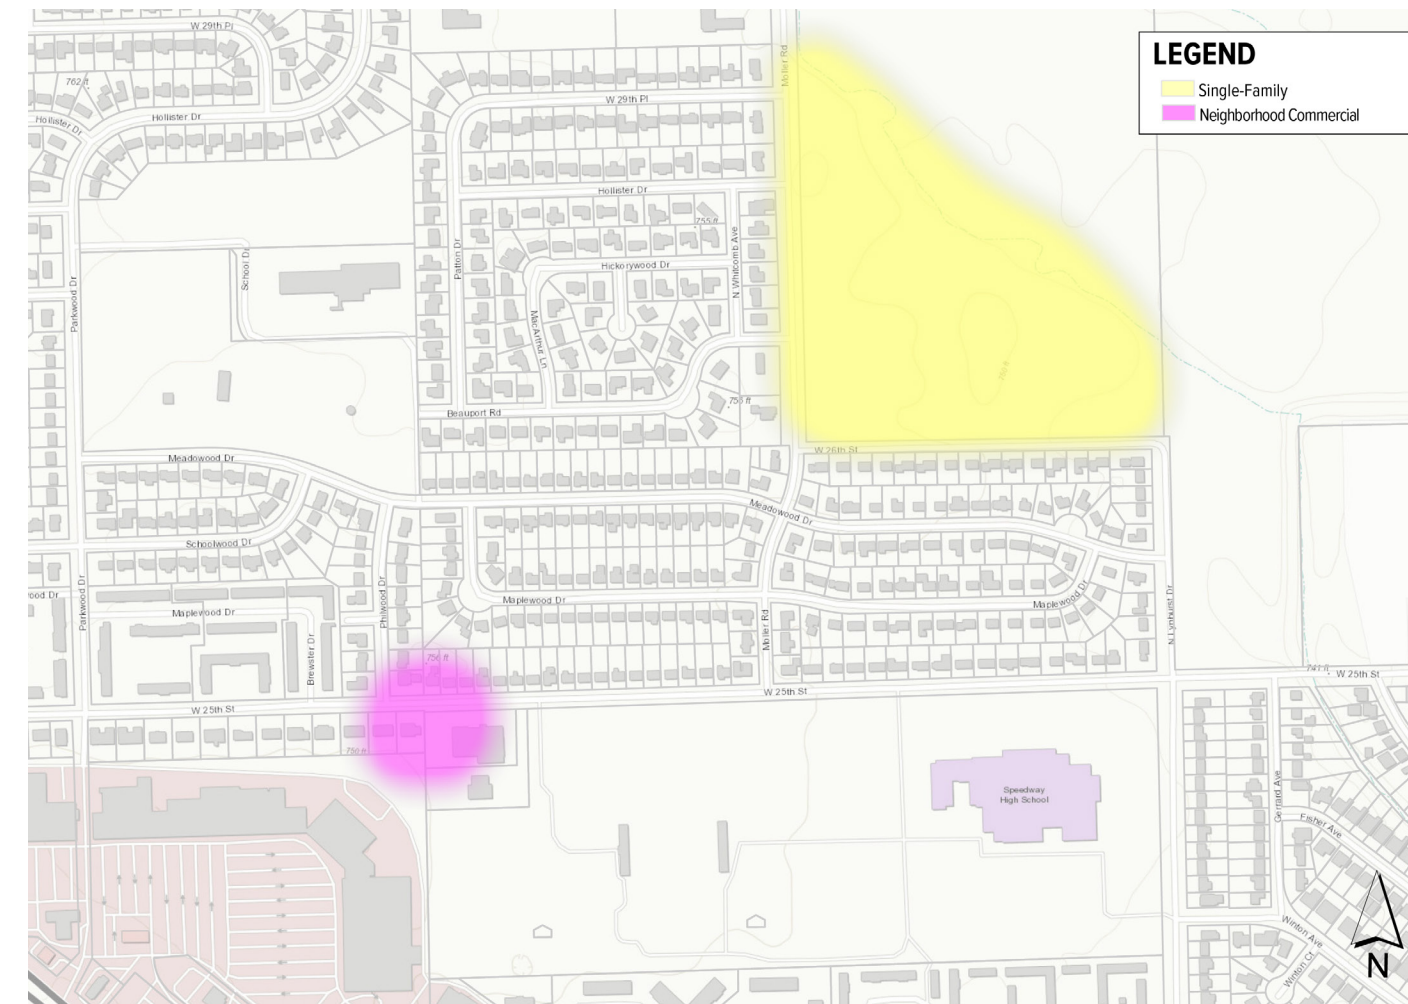 W 29th Pl
762 ft
Hollister Dr
Hollister Dr
Moller Rd
W 29th Pl
LEGEND
Single-Family
Neighborhood Commercial
Hollister Dr
755 ft
Patton Dr
N Whitcomb Ave
School Dr
Hickorywood Dr
Parkwood Dr
MacArthur Ln
Beauport Rd
W 26th St
Meadowood Dr
Meadowood Dr
Schoolwood Dr
ood Dr
Parkwood Dr
Maplewood Dr
Philwood Dr
Maplewood Dr
Maplewood Dr
Brewster Dr
Moller Rd
N Lynhurst Dr
W 25th St
W 25th St
W 25th St
741 ft
Speedway
High School
Gerrard Ave
Fisher Ave
Winton Ave
Winton Ct
N